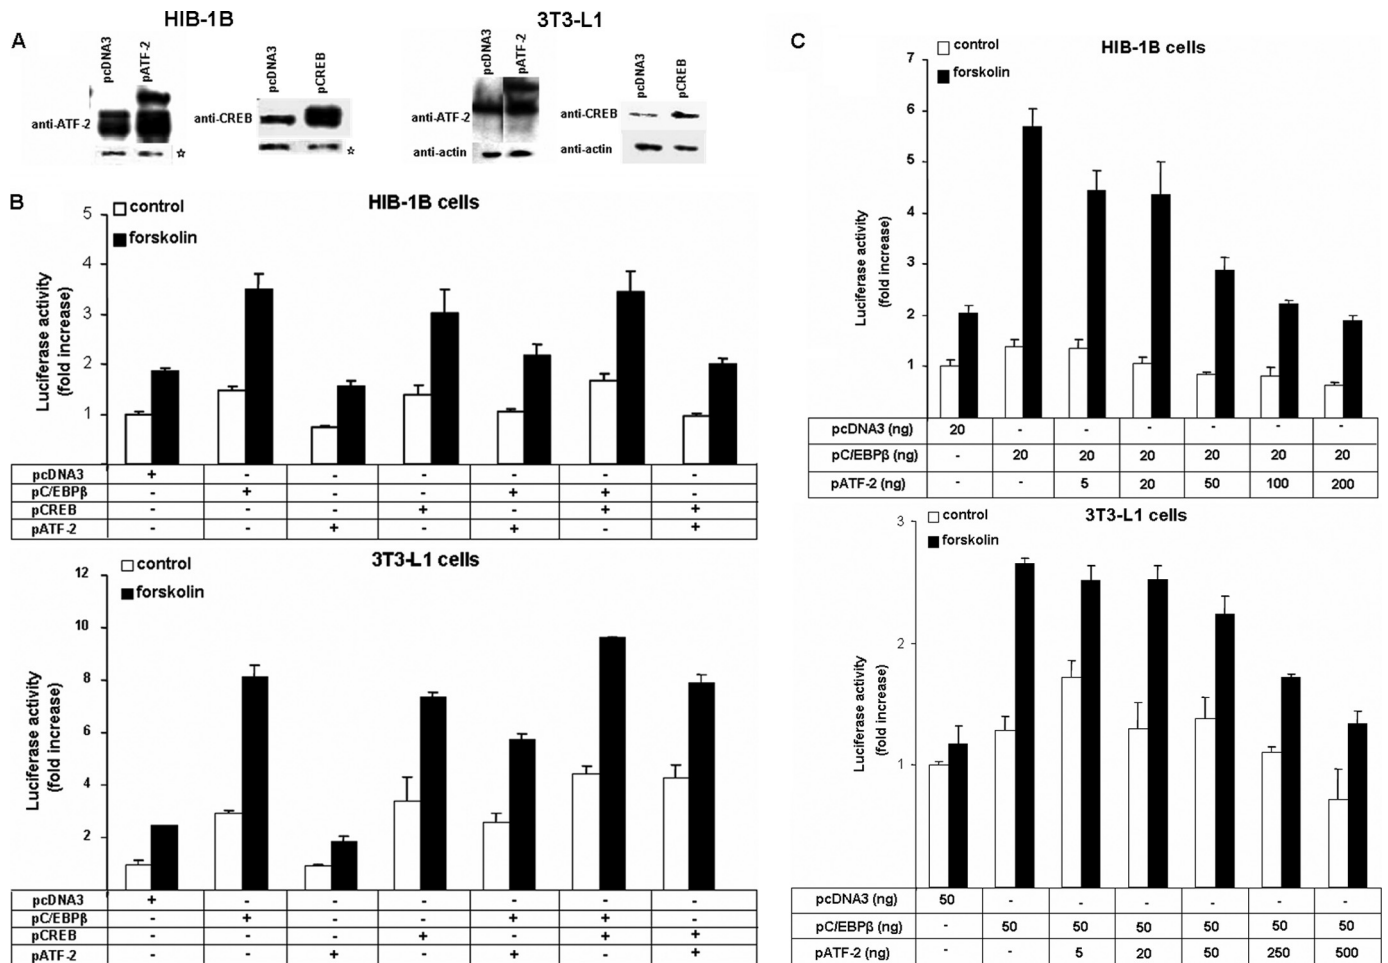 A
HIB-1B
3T3-L1
pcDNA3
pATF-2
pcDNA3
pCREB
pcDNA3
pATF-2
pcDNA3
pCREB
anti-ATF-2
anti-CREB
anti-ATF-2
anti-CREB
☆
☆
anti-actin
anti-actin
B
HIB-1B cells
control
forskolin
Luciferase activity
(fold increase)
5
4
3
2
1
pcDNA3 + - - - - - -
pC/EBPβ - + - - + + -
pCREB - - - + - + +
pATF-2 - - + - + - +
3T3-L1 cells
control
forskolin
Luciferase activity
(fold increase)
12
10
8
6
4
2
pcDNA3 + - - - - - -
pC/EBPβ - + - - + + -
pCREB - - - + - + +
pATF-2 - - + - + - +
C
HIB-1B cells
control
forskolin
Luciferase activity
(fold increase)
7
6
5
4
3
2
1
pcDNA3 (ng) 20 - - - - - -
pC/EBPβ (ng) - 20 20 20 20 20 20
pATF-2 (ng) - - 5 20 50 100 200
3T3-L1 cells
control
forskolin
Luciferase activity
(fold increase)
3
2
1
pcDNA3 (ng) 50 - - - - - -
pC/EBPβ (ng) - 50 50 50 50 50 50
pATF-2 (ng) - - 5 20 50 250 500